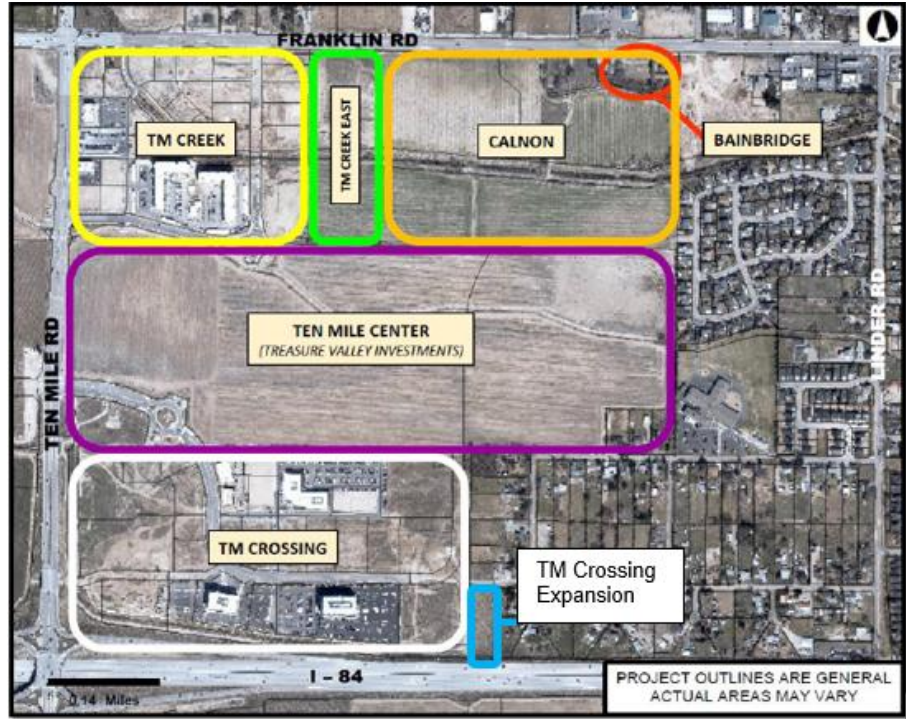 FRANKLIN RD
TM CREEK
TM CREEK EAST
CALNON
BAINBRIDGE
TEN MILE CENTER
(TREASURE VALLEY INVESTMENTS)
TEN MILE RD
LINDER RD
TM CROSSING
TM Crossing
Expansion
I - 84
0.14 Miles
PROJECT OUTLINES ARE GENERAL
ACTUAL AREAS MAY VARY